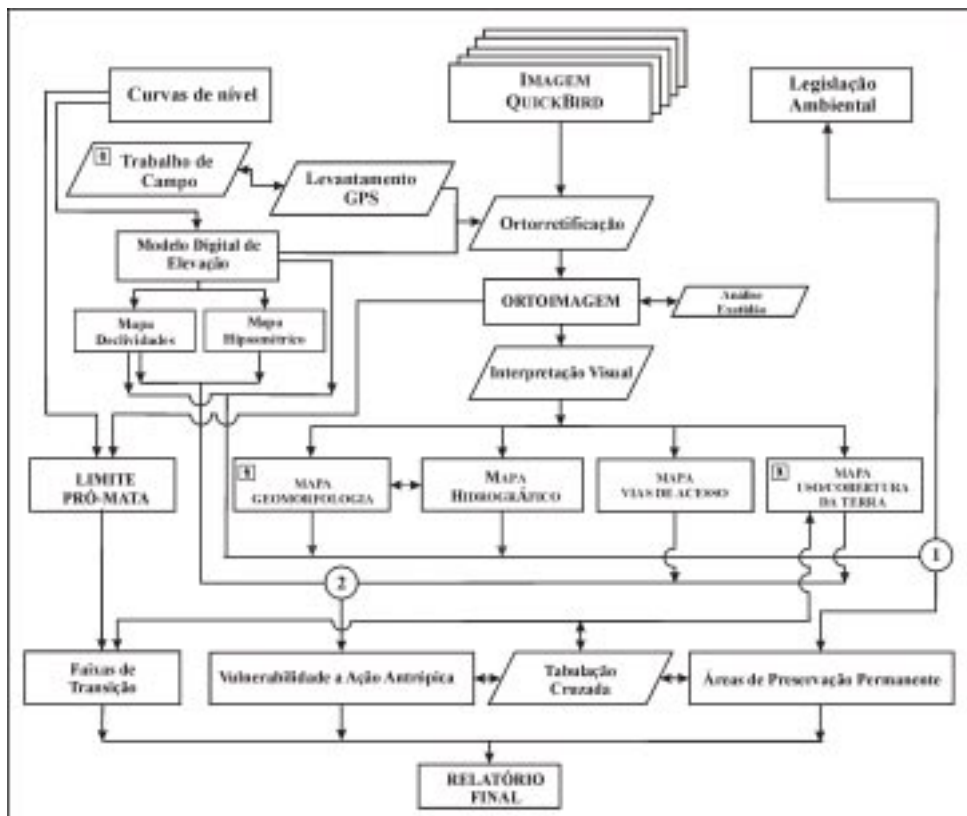 Curvas de nível
IMAGEM
QUICKBIRD
Legislação
Ambiental
Trabalho de
Campo
Levantamento
GPS
Ortorretificação
Modelo Digital de
Elevação
ORTOIMAGEM
Análise
Exatidão
Mapa
Declividades
Mapa
Hipsométrico
Interpretação Visual
LIMITE
PRÓ-MATA
MAPA
GEOMORFOLOGIA
MAPA
HIDROGRÁFICO
MAPA
VIAS DE ACESSO
MAPA
USO/COBERTURA
DA TERRA
1
2
Faixas de
Transição
Vulnerabilidade a Ação Antrópica
Tabulação
Cruzada
Áreas de Preservação Permanente
RELATÓRIO
FINAL